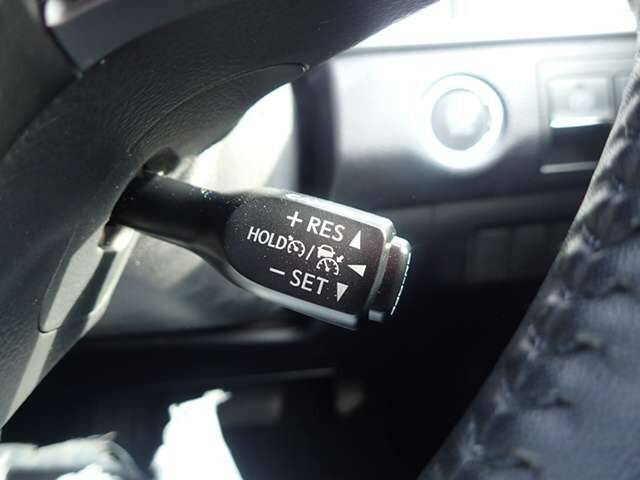 + RES
HOLD /
− SET